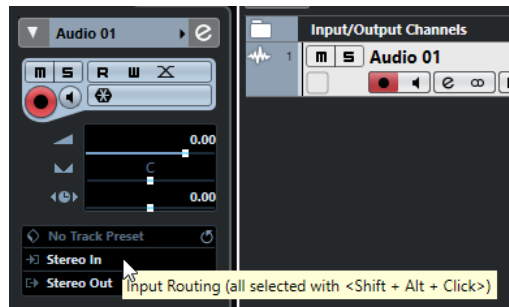 Audio 01
e
m S R W
0.00
C
0.00
No Track Preset
Stereo In
Stereo Out
Input/Output Channels
1 m S Audio 01
e
Input Routing (all selected with <Shift + Alt + Click>)